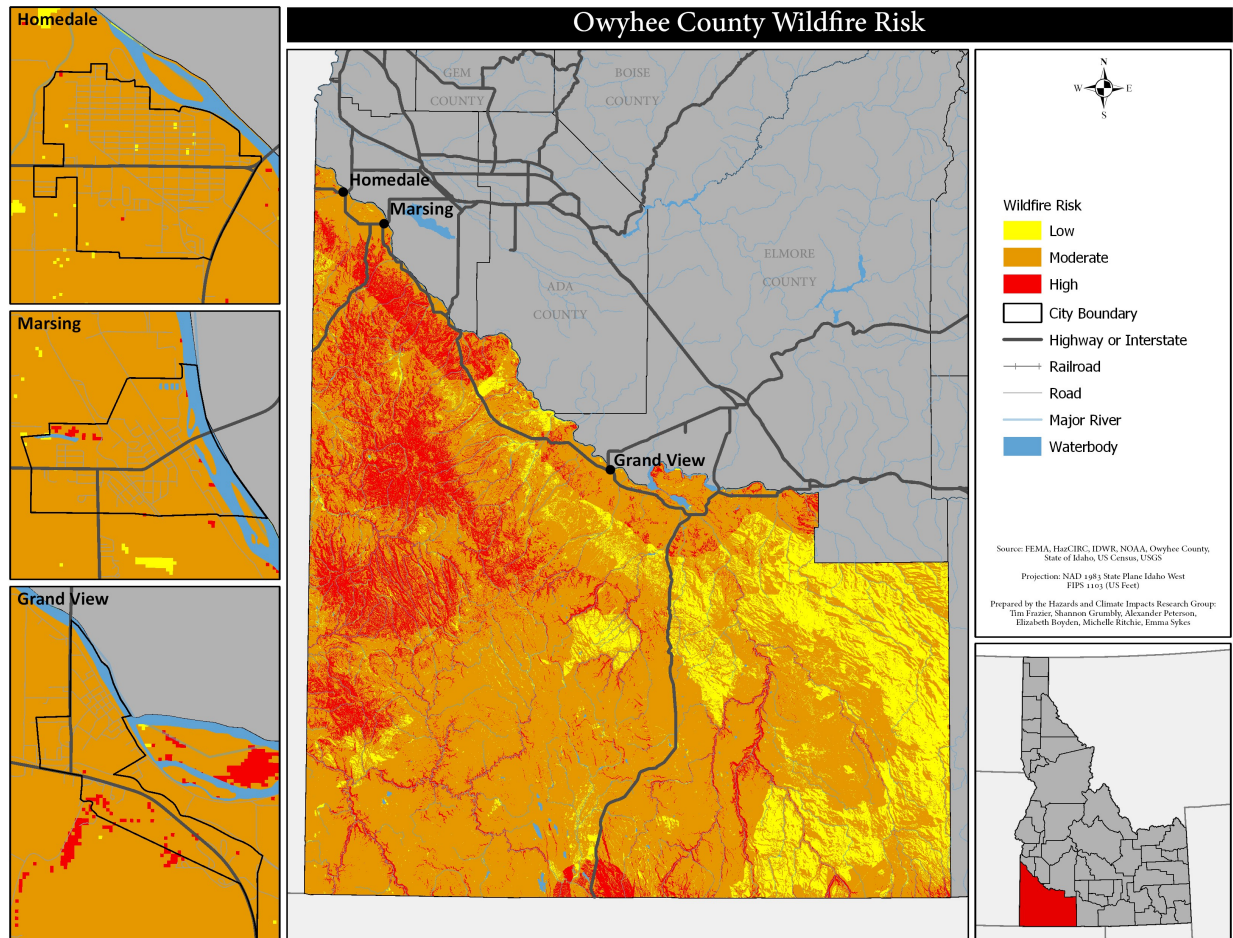 Owyhee County Wildfire Risk
Homedale
Marsing
Grand View
GEM
COUNTY
BOISE
COUNTY
Homedale
Marsing
ADA
COUNTY
ELMORE
COUNTY
Grand View
N
W
E
S
Wildfire Risk
Low
Moderate
High
City Boundary
Highway or Interstate
Railroad
Road
Major River
Waterbody
Source: FEMA, HazCIRC, IDWR, NOAA, Owyhee County,
State of Idaho, US Census, USGS
Projection: NAD 1983 State Plane Idaho West
FIPS 1103 (US Feet)
Prepared by the Hazards and Climate Impacts Research Group:
Tim Frazier, Shannon Grumbly, Alexander Peterson,
Elizabeth Boyden, Michelle Ritchie, Emma Sykes